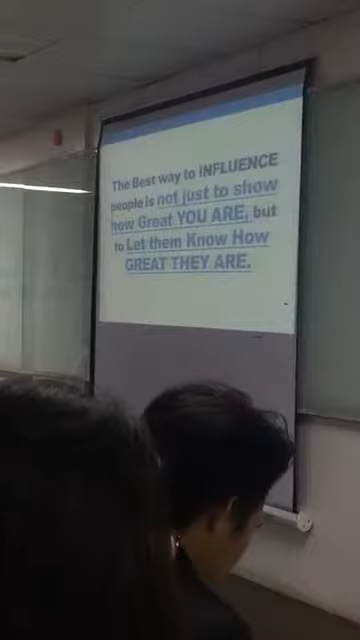 The Best way to INFLUENCE
people is not just to show
how Great YOU ARE, but
to Let them Know How
GREAT THEY ARE.